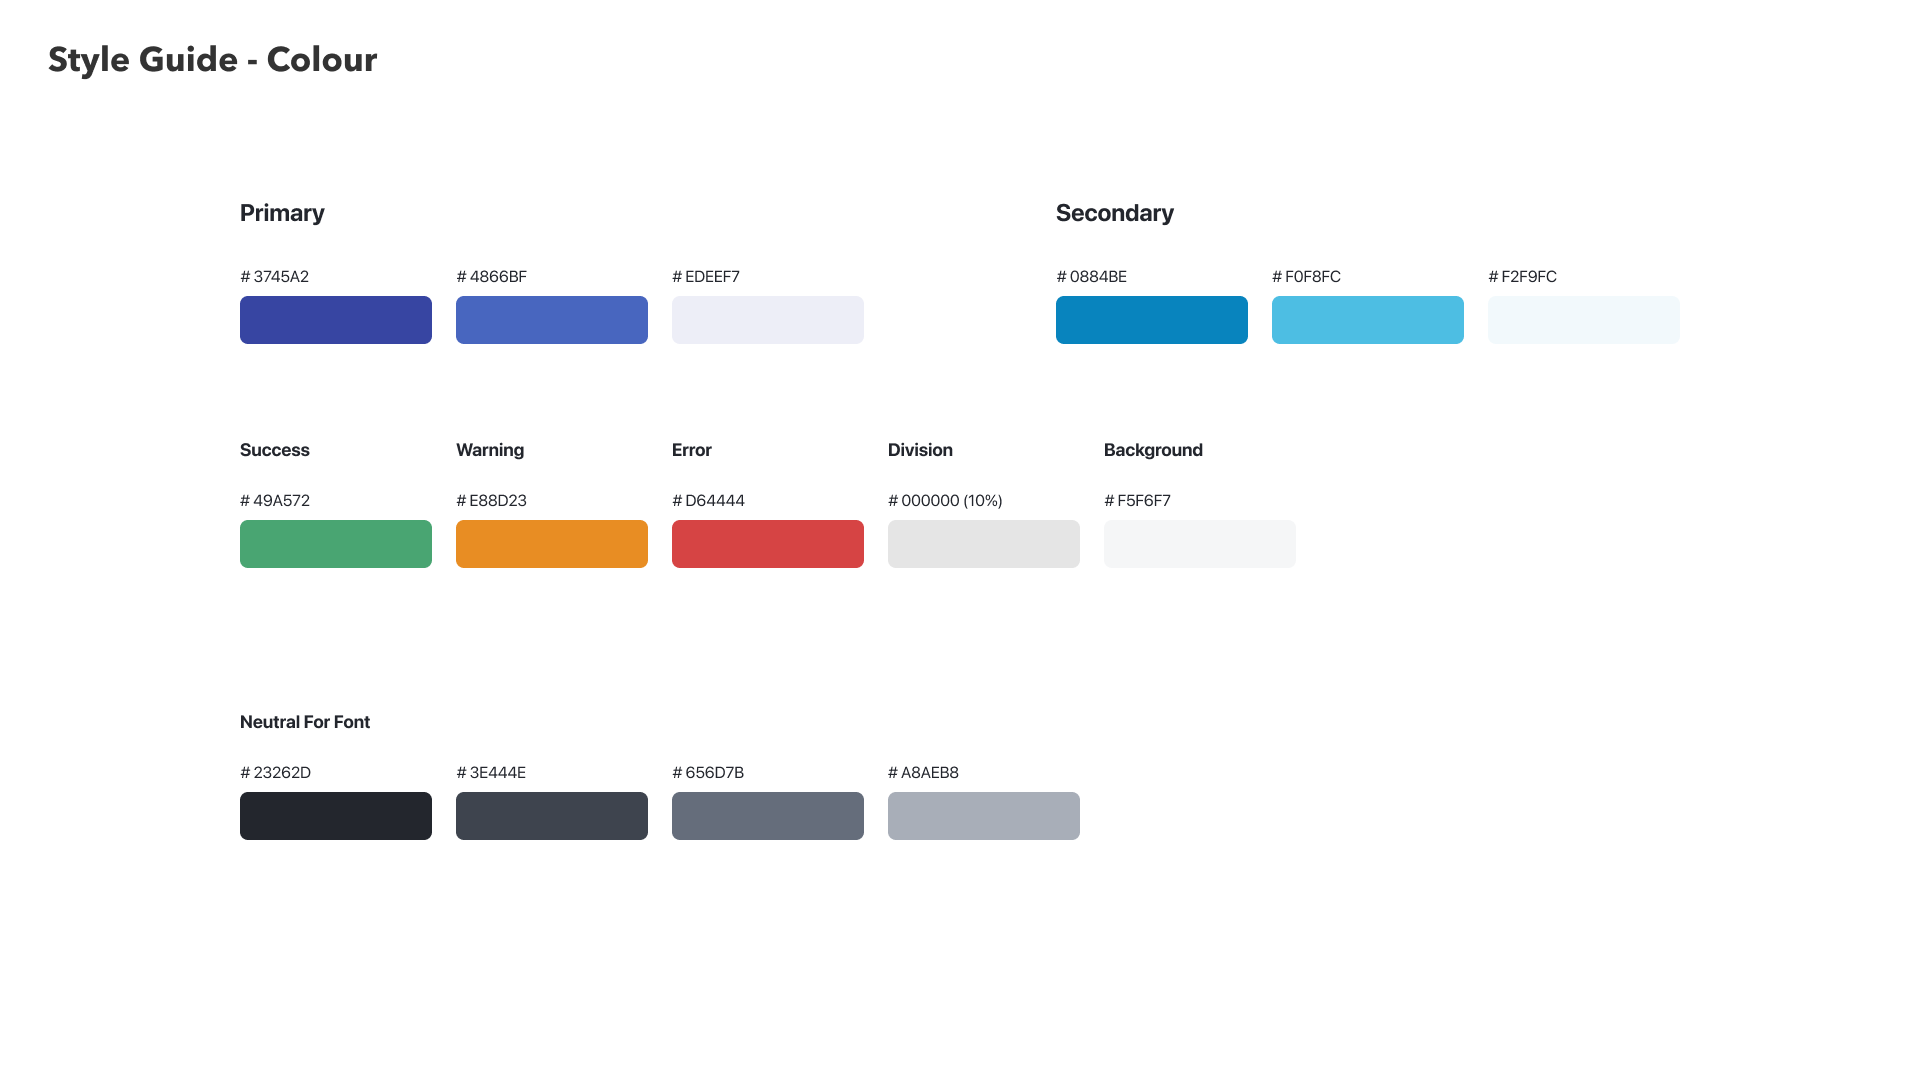 Style Guide - Colour
Primary
Secondary
# 3745A2
# 4866BF
# EDEEF7
# 0884BE
# F0F8FC
# F2F9FC
Success
Warning
Error
Division
Background
# 49A572
# E88D23
# D64444
# 000000 (10%)
# F5F6F7
Neutral For Font
# 23262D
# 3E444E
# 656D7B
# A8AEB8